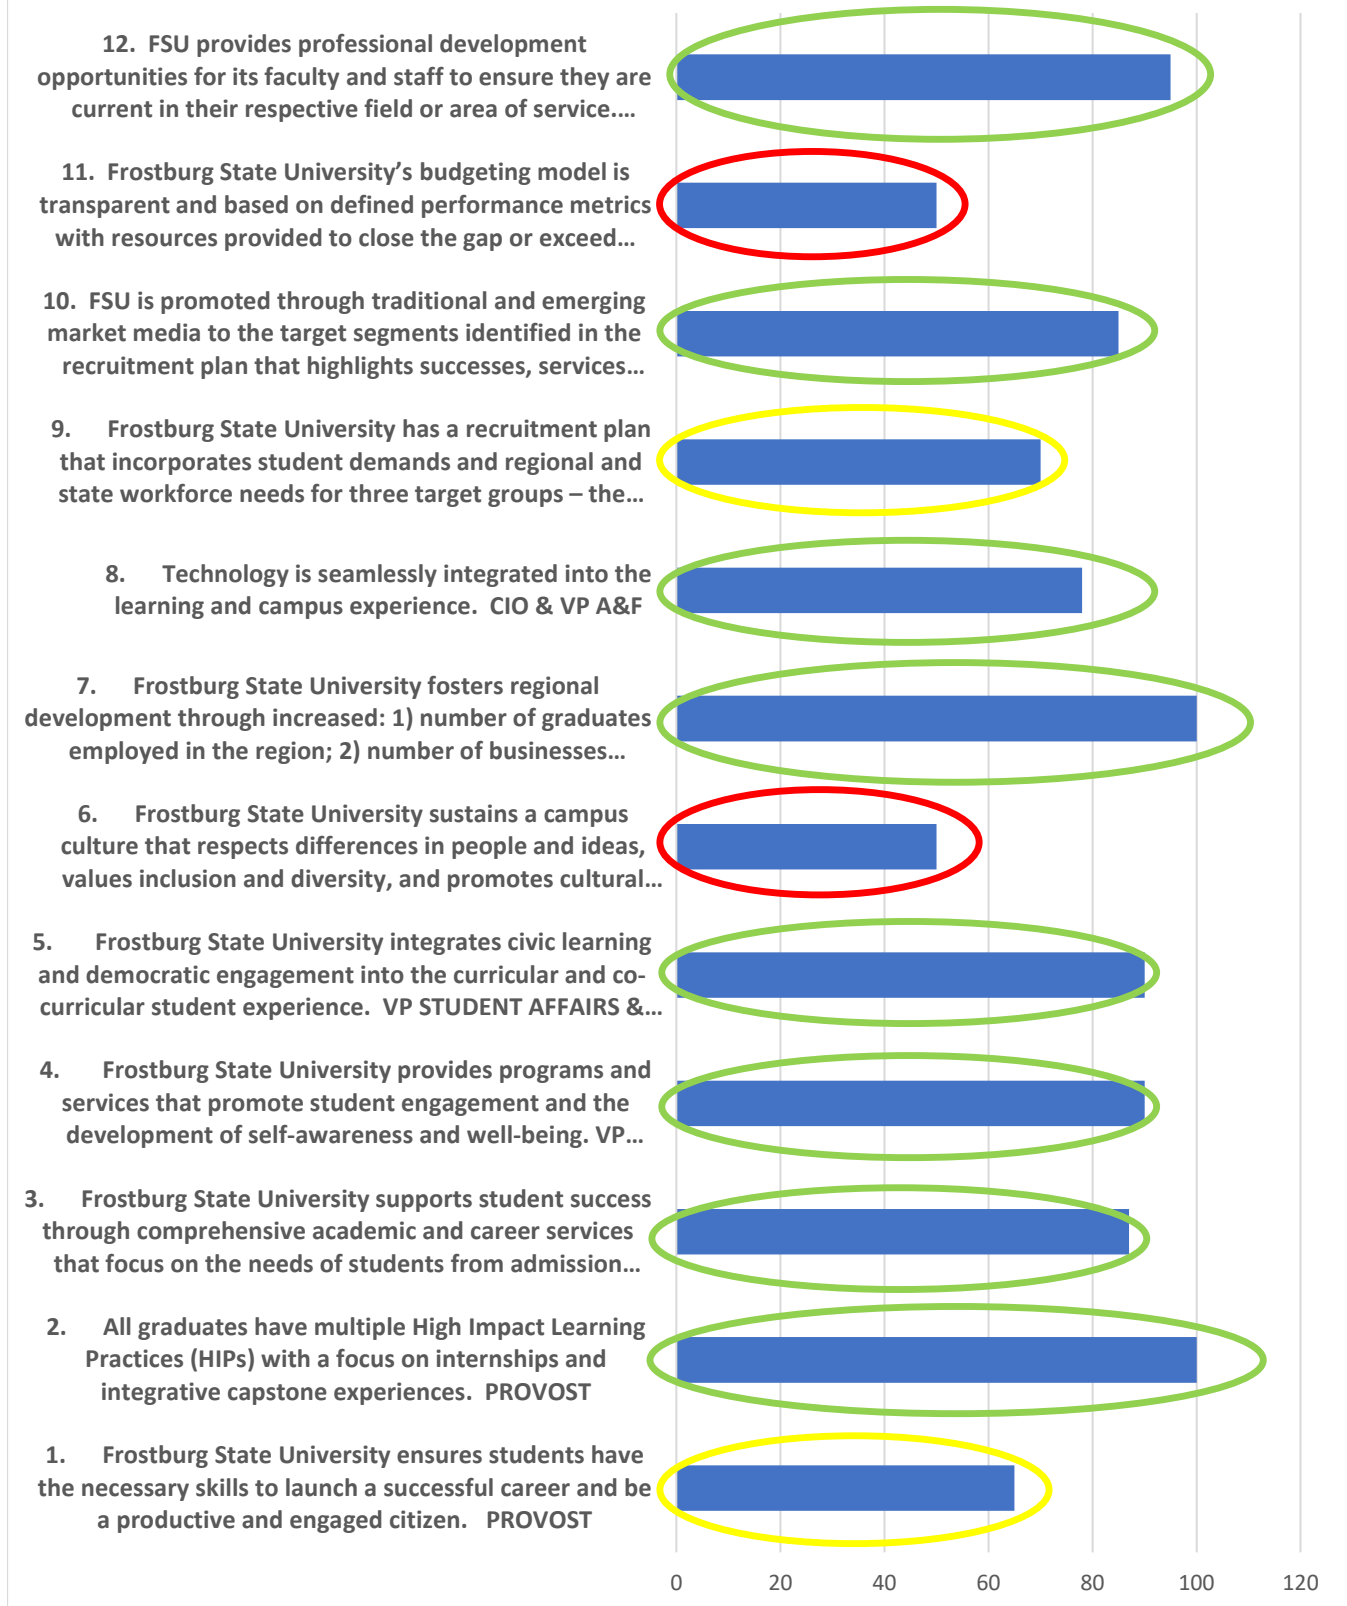 12. FSU provides professional development
opportunities for its faculty and staff to ensure they are
current in their respective field or area of service.…
11. Frostburg State University’s budgeting model is
transparent and based on defined performance metrics
with resources provided to close the gap or exceed…
10. FSU is promoted through traditional and emerging
market media to the target segments identified in the
recruitment plan that highlights successes, services…
9. Frostburg State University has a recruitment plan
that incorporates student demands and regional and
state workforce needs for three target groups – the…
8. Technology is seamlessly integrated into the
learning and campus experience. CIO & VP A&F
7. Frostburg State University fosters regional
development through increased: 1) number of graduates
employed in the region; 2) number of businesses…
6. Frostburg State University sustains a campus
culture that respects differences in people and ideas,
values inclusion and diversity, and promotes cultural…
5. Frostburg State University integrates civic learning
and democratic engagement into the curricular and co-
curricular student experience. VP STUDENT AFFAIRS &…
4. Frostburg State University provides programs and
services that promote student engagement and the
development of self-awareness and well-being. VP…
3. Frostburg State University supports student success
through comprehensive academic and career services
that focus on the needs of students from admission…
2. All graduates have multiple High Impact Learning
Practices (HIPs) with a focus on internships and
integrative capstone experiences. PROVOST
1. Frostburg State University ensures students have
the necessary skills to launch a successful career and be
a productive and engaged citizen. PROVOST
0 20 40 60 80 100 120